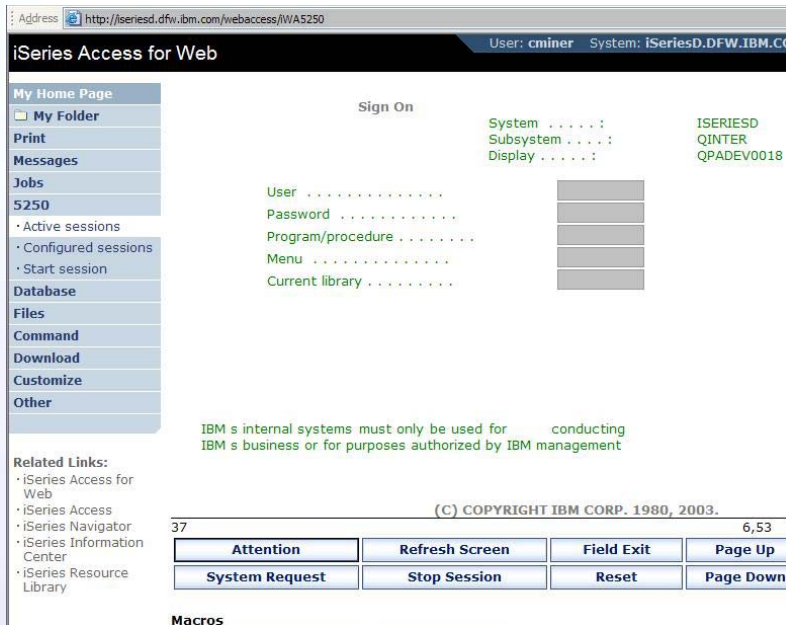 Address http://iseriesd.dfw.ibm.com/webaccess/iWA5250
iSeries Access for Web
User: cminer System: iSeriesD.DFW.IBM.CO
My Home Page
My Folder
Print
Messages
Jobs
5250
· Active sessions
· Configured sessions
· Start session
Database
Files
Command
Download
Customize
Other
Related Links:
· iSeries Access for
Web
· iSeries Access
· iSeries Navigator
· iSeries Information
Center
· iSeries Resource
Library
Sign On
System . . . . . : ISERIESD
Subsystem . . . . : QINTER
Display . . . . . : QPADEV0018
User . . . . . . . . . . . . . .
Password . . . . . . . . . . . .
Program/procedure . . . . . . . .
Menu . . . . . . . . . . . . . .
Current library . . . . . . . . .
IBM s internal systems must only be used for conducting
IBM s business or for purposes authorized by IBM management
(C) COPYRIGHT IBM CORP. 1980, 2003.
37 6,53
Attention Refresh Screen Field Exit Page Up
System Request Stop Session Reset Page Down
Macros